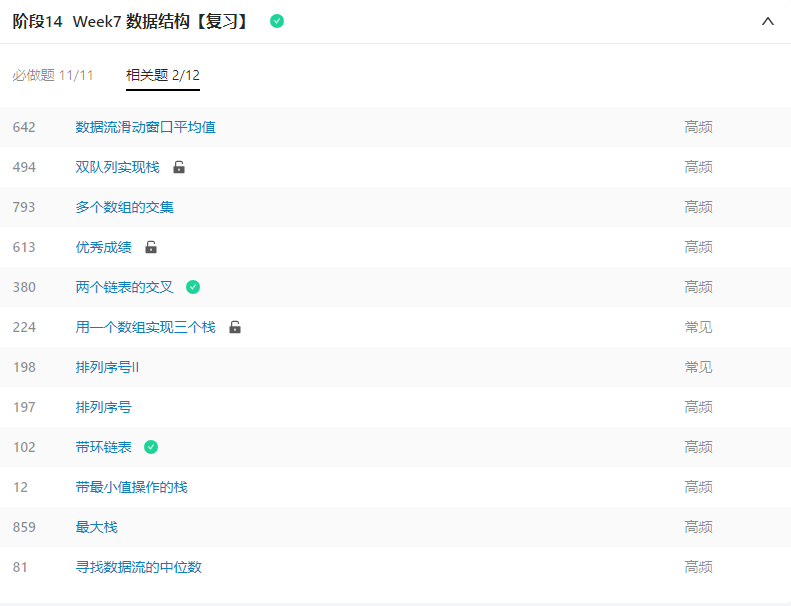 阶段14 Week7 数据结构【复习】
必做题 11/11 相关题 2/12
642 数据流滑动窗口平均值 高频
494 双队列实现栈 高频
793 多个数组的交集 高频
613 优秀成绩 高频
380 两个链表的交叉 高频
224 用一个数组实现三个栈 常见
198 排列序号II 常见
197 排列序号 高频
102 带环链表 高频
12 带最小值操作的栈 高频
859 最大栈 高频
81 寻找数据流的中位数 高频